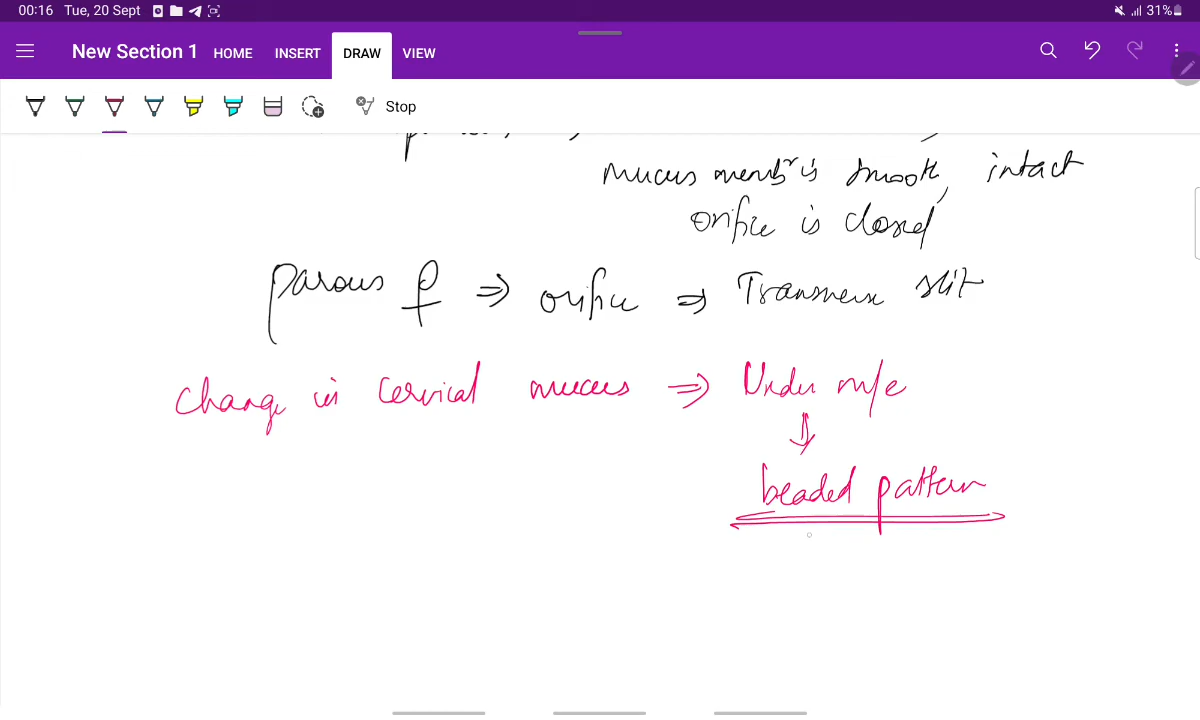 00:16 Tue, 20 Sept 31%
New Section 1 HOME INSERT DRAW VIEW
Stop
mucus membr is smooth, intact
orifice is closed
parous ♀ ⇒ orifice ⇒ Transverse slit
change in cervical mucus ⇒ Under m/e
↓
beaded pattern